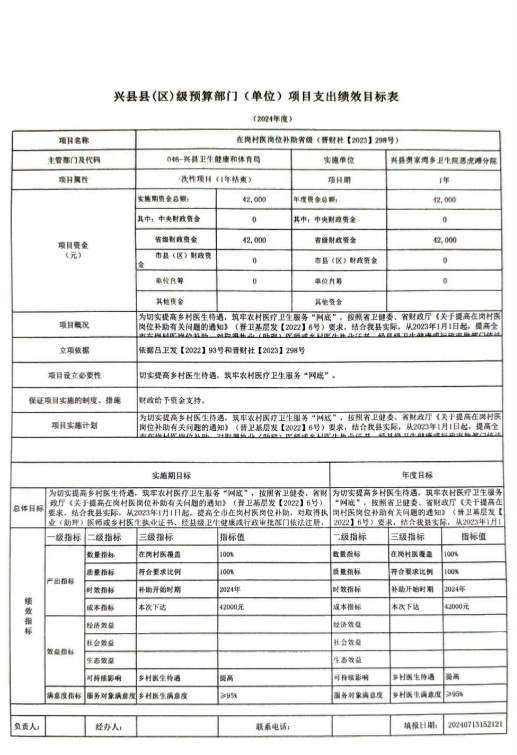 兴县县(区)级预算部门（单位）项目支出绩效目标表
（2024年度）
项目名称 在岗村医岗位补助省级（晋财社【2023】298号）
主管部门及代码 046-兴县卫生健康和体育局 实施单位 兴县奥家湾乡卫生院恶虎滩分院
项目属性 一次性项目（1年结束） 项目期 1年
项目资金（元） 实施期资金总额： 42,000 年度资金总额： 42,000
其中：中央财政资金 0 其中：中央财政资金 0
省级财政资金 42,000 省级财政资金 42,000
市县（区）财政资金 0 市县（区）财政资金 0
单位自筹 0 单位自筹 0
其他资金 其他资金
项目概况 为切实提高乡村医生待遇，筑牢农村医疗卫生服务“网底”，按照省卫健委、省财政厅《关于提高在岗村医
岗位补助有关问题的通知》（晋卫基层发【2022】6号）要求，结合我县实际，从2023年1月1日起，提高全
立项依据 依据吕卫发【2022】93号和晋财社【2023】298号
项目设立必要性 切实提高乡村医生待遇，筑牢农村医疗卫生服务“网底”。
保证项目实施的制度、措施 财政给予资金支持。
项目实施计划 为切实提高乡村医生待遇，筑牢农村医疗卫生服务“网底”，按照省卫健委、省财政厅《关于提高在岗村医
岗位补助有关问题的通知》（晋卫基层发【2022】6号）要求，结合我县实际，从2023年1月1日起，提高全
实施期目标 年度目标
总体目标 为切实提高乡村医生待遇，筑牢农村医疗卫生服务“网底”，按照省卫健委、省财 为切实提高乡村医生待遇，筑牢农村医疗卫生服务“网
政厅《关于提高在岗村医岗位补助有关问题的通知》（晋卫基层发【2022】6号） 底”，按照省卫健委、省财政厅《关于提高在岗村医岗
要求，结合我县实际，从2023年1月1日起，提高全市在岗村医岗位补助，对取得执 位补助有关问题的通知》（晋卫基层发【
业（助理）医师或乡村医生执业证书、经县级卫生健康或行政审批部门依法注册， 2022】6号）要求，结合我县实际，从2023年1月1
绩效指标 一级指标 二级指标 三级指标 指标值 二级指标 三级指标 指标值
产出指标 数量指标 在岗村医覆盖 100% 数量指标 在岗村医覆盖 100%
质量指标 符合要求比例 100% 质量指标 符合要求比例 100%
时效指标 补助开始时期 2024年 时效指标 补助开始时期 2024年
成本指标 本次下达 42000元 成本指标 本次下达 42000元
效益指标 经济效益 经济效益
社会效益 社会效益
生态效益 生态效益
可持续影响 乡村医生待遇 提高 可持续影响 乡村医生待遇 提高
满意度指标 服务对象满意度 乡村医生满意度 ≥95% 服务对象满意度 乡村医生满意度 ≥95%
负责人： 经办人： 联系电话： 填报日期： 20240713152121